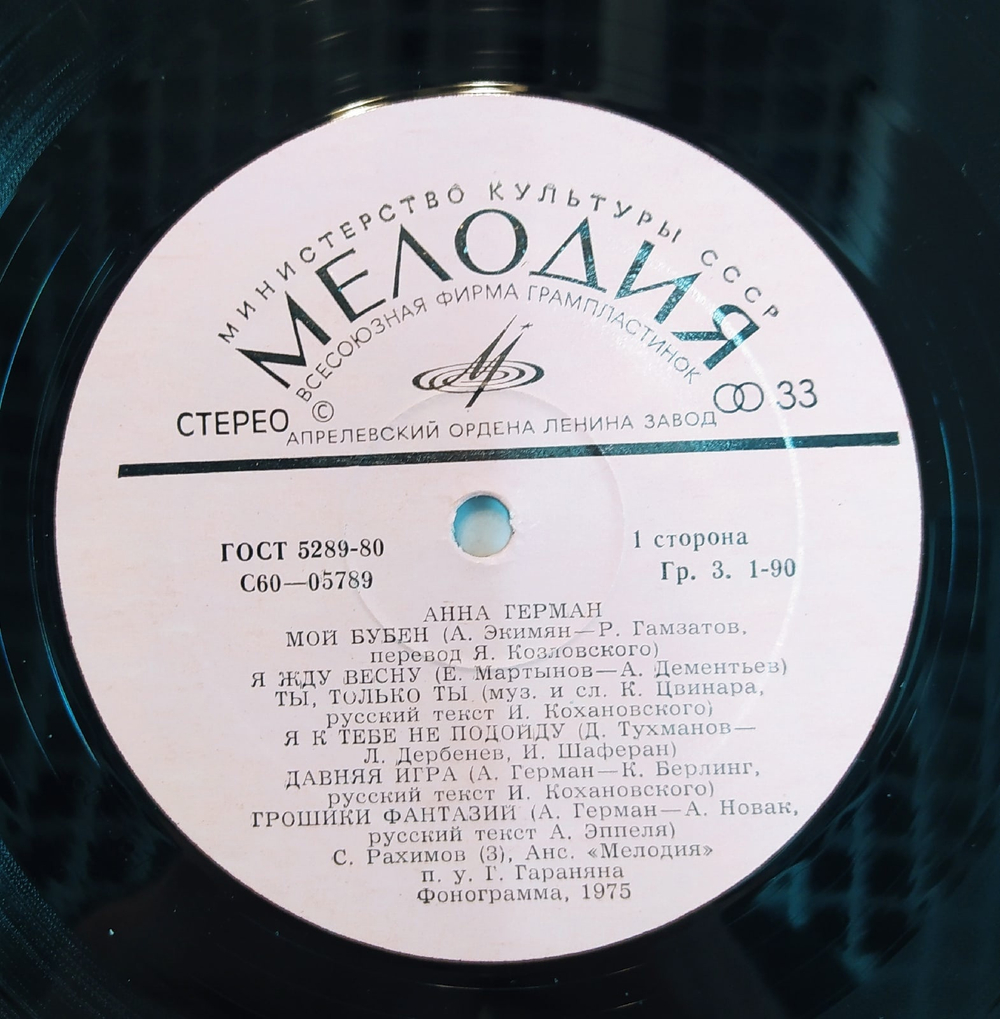 МИНИСТЕРСТВО КУЛЬТУРЫ СССР
МЕЛОДИЯ
ВСЕСОЮЗНАЯ ФИРМА ГРАМПЛАСТИНОК
СТЕРЕО
©
33
АПРЕЛЕВСКИЙ ОРДЕНА ЛЕНИНА ЗАВОД
ГОСТ 5289-80
С60—05789
1 сторона
Гр. 3. 1-90
АННА ГЕРМАН
МОЙ БУБЕН (А. Экимян—Р. Гамзатов,
перевод Я. Козловского)
Я ЖДУ ВЕСНУ (Е. Мартынов—А. Дементьев)
ТЫ, ТОЛЬКО ТЫ (муз. и сл. К. Цвинара,
русский текст И. Кохановского)
Я К ТЕБЕ НЕ ПОДОЙДУ (Д. Тухманов—
Л. Дербенев, И. Шаферан)
ДАВНЯЯ ИГРА (А. Герман—К. Берлинг,
русский текст И. Кохановского)
ГРОШИКИ ФАНТАЗИЙ (А. Герман—А. Новак,
русский текст А. Эппеля)
С. Рахимов (3), Анс. «Мелодия»
п. у. Г. Гараняна
Фонограмма, 1975